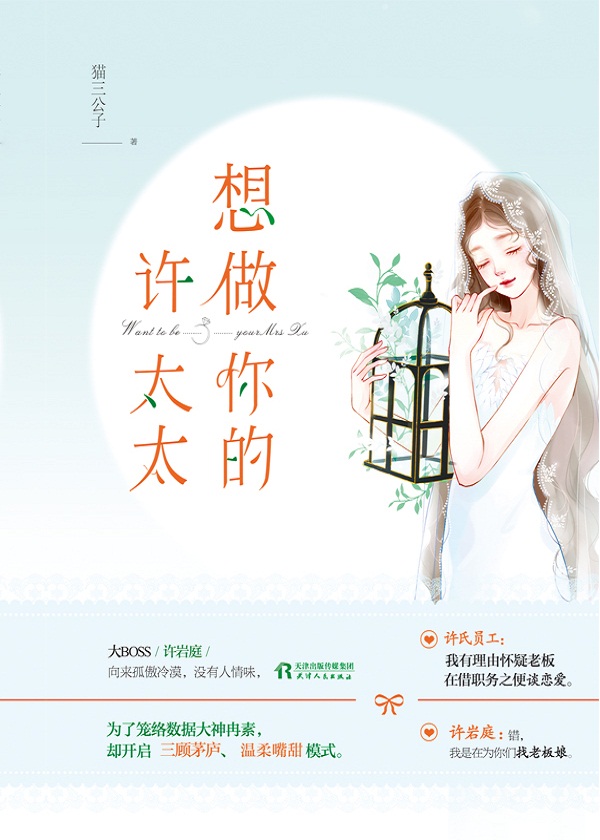 猫三公子
著
想做你的
许太太
Want to be
your Mrs Xu
大BOSS / 许岩庭 /
向来孤傲冷漠，没有人情味，
天津出版传媒集团
天津人民出版社
为了笼络数据大神冉素，
却开启 三顾茅庐、温柔嘴甜 模式。
许氏员工：
我有理由怀疑老板
在借职务之便谈恋爱。
许岩庭：错，
我是在为你们找老板娘。